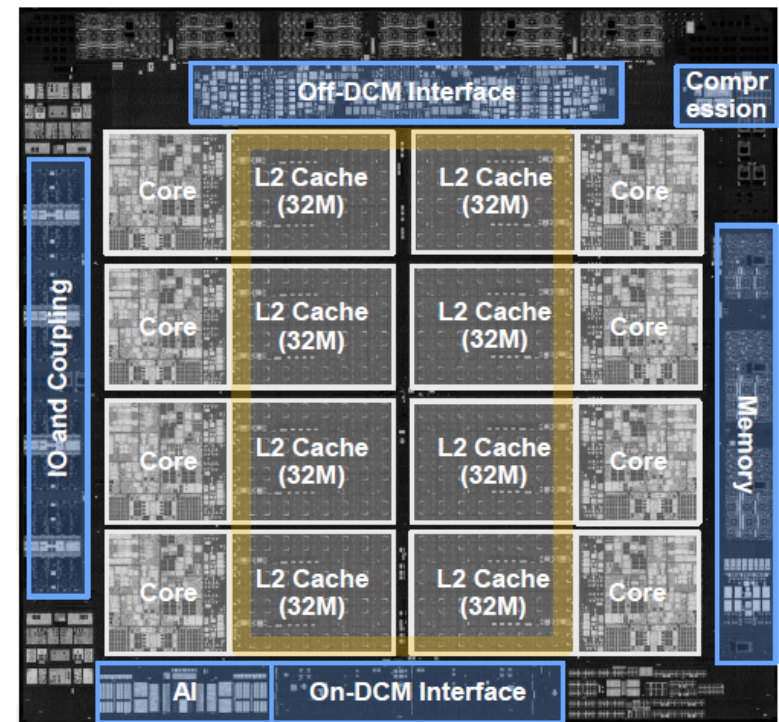 Off-DCM Interface
Compr
ession
Core
L2 Cache
(32M)
L2 Cache
(32M)
Core
Core
L2 Cache
(32M)
L2 Cache
(32M)
Core
IO and Coupling
Memory
Core
L2 Cache
(32M)
L2 Cache
(32M)
Core
Core
L2 Cache
(32M)
L2 Cache
(32M)
Core
AI
On-DCM Interface